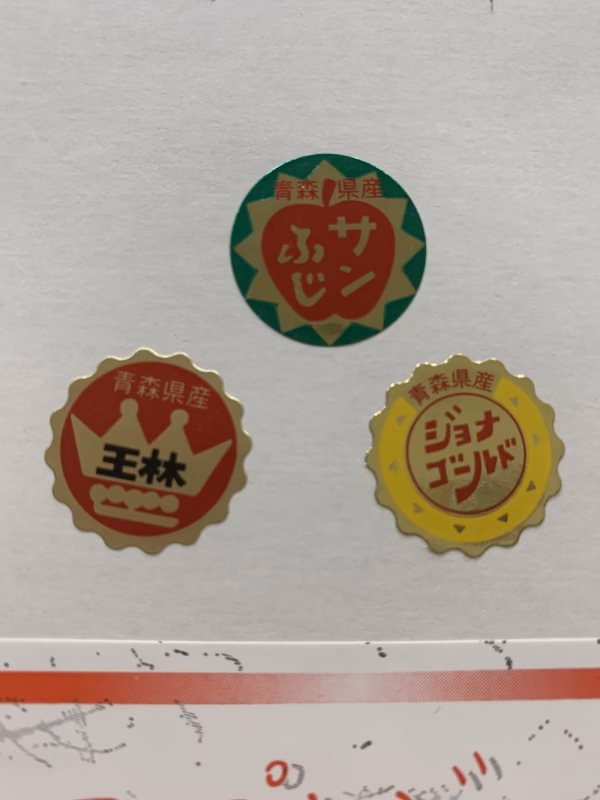 青森県産
サン
ふじ
青森県産
王林
青森県産
ジョナ
ゴールド